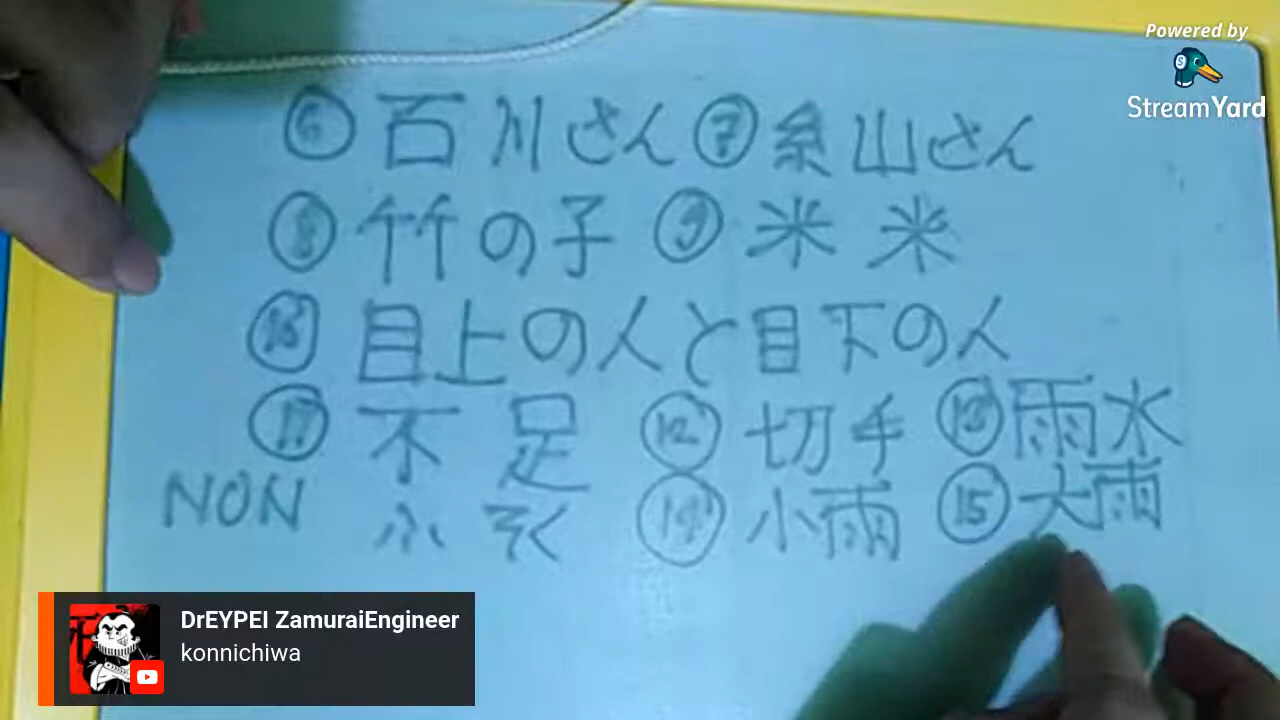 Powered by
StreamYard
⑥ 石川さん ⑦ 糸山さん
⑧ 竹の子 ⑨ 米 米
⑩ 目上の人と目下の人
⑪ 不足 ⑫ 切手 ⑬ 雨水
NON ふ そく ⑭ 小雨 ⑮ 大雨
DrEYPEI ZamuraiEngineer
konnichiwa